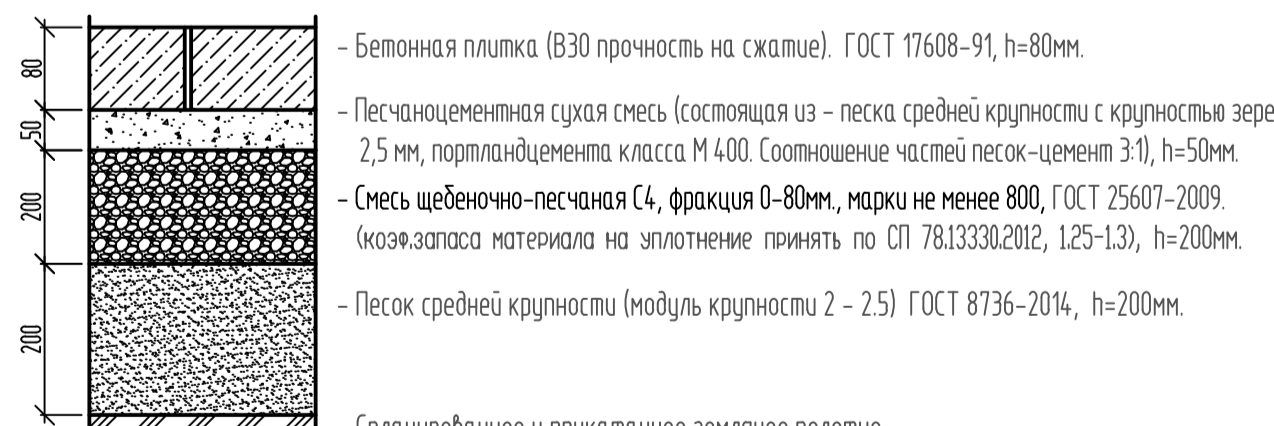 80
- Бетонная плитка (В30 прочность на сжатие). ГОСТ 17608-91, h=80мм.
50
- Песчаноцементная сухая смесь (состоящая из - песка средней крупности с крупностью зере
2,5 мм, портландцемента класса М 400. Соотношение частей песок-цемент 3:1), h=50мм.
200
- Смесь щебеночно-песчаная С4, фракция 0-80мм., марки не менее 800, ГОСТ 25607-2009.
(коэф.запаса материала на уплотнение принять по СП 78.13330.2012, 1.25-1.3), h=200мм.
200
- Песок средней крупности (модуль крупности 2 - 2.5) ГОСТ 8736-2014, h=200мм.
- Спланированное и прикатанное земляное полотно